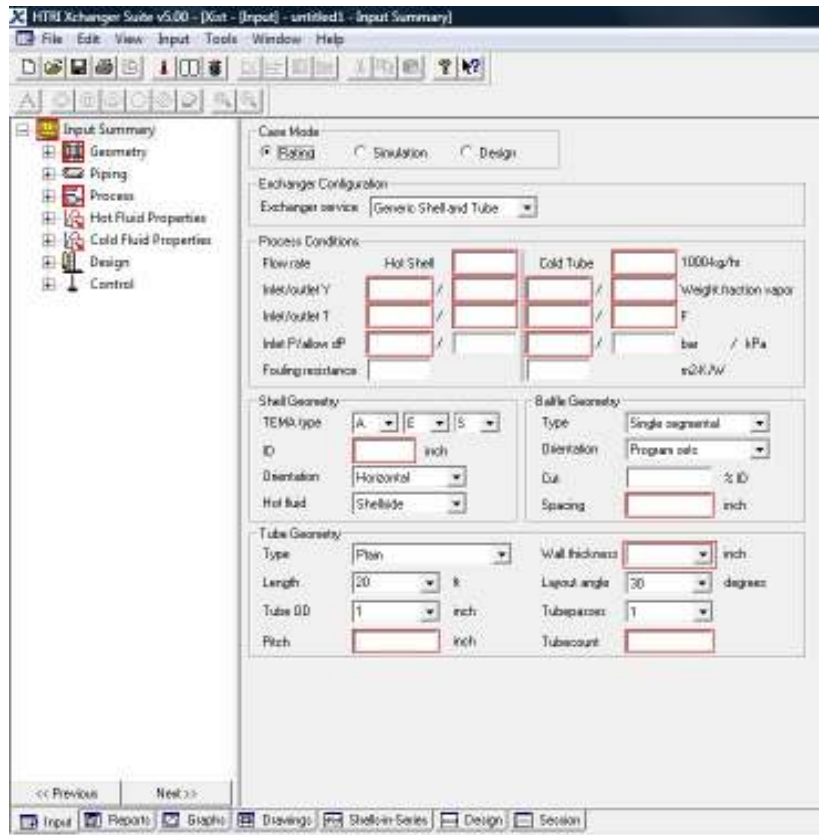 HTRI Xchanger Suite v5.00 - [Xist - [Input] - untitled1 - Input Summary]
File Edit View Input Tools Window Help
Input Summary
Geometry
Piping
Process
Hot Fluid Properties
Cold Fluid Properties
Design
Control
Case Mode
Rating Simulation Design
Exchanger Configuration
Exchanger service Generic Shell and Tube
Process Conditions
Flow rate Hot Shell Cold Tube 1000-kg/hr
Inlet/outlet Y / / Weight fraction vapor
Inlet/outlet T / / F
Inlet P/allow dP / / bar / kPa
Fouling resistance m2-K/W
Shell Geometry
TEMA type A E S
ID inch
Orientation Horizontal
Hot fluid Shellside
Baffle Geometry
Type Single segmental
Orientation Program sets
Cut % ID
Spacing inch
Tube Geometry
Type Plain Wall thickness inch
Length 20 ft Layout angle 30 degrees
Tube OD 1 inch Tubepasses 1
Pitch inch Tubecount
<< Previous Next >>
Input Reports Graphs Drawings Shells-in-Series Design Session